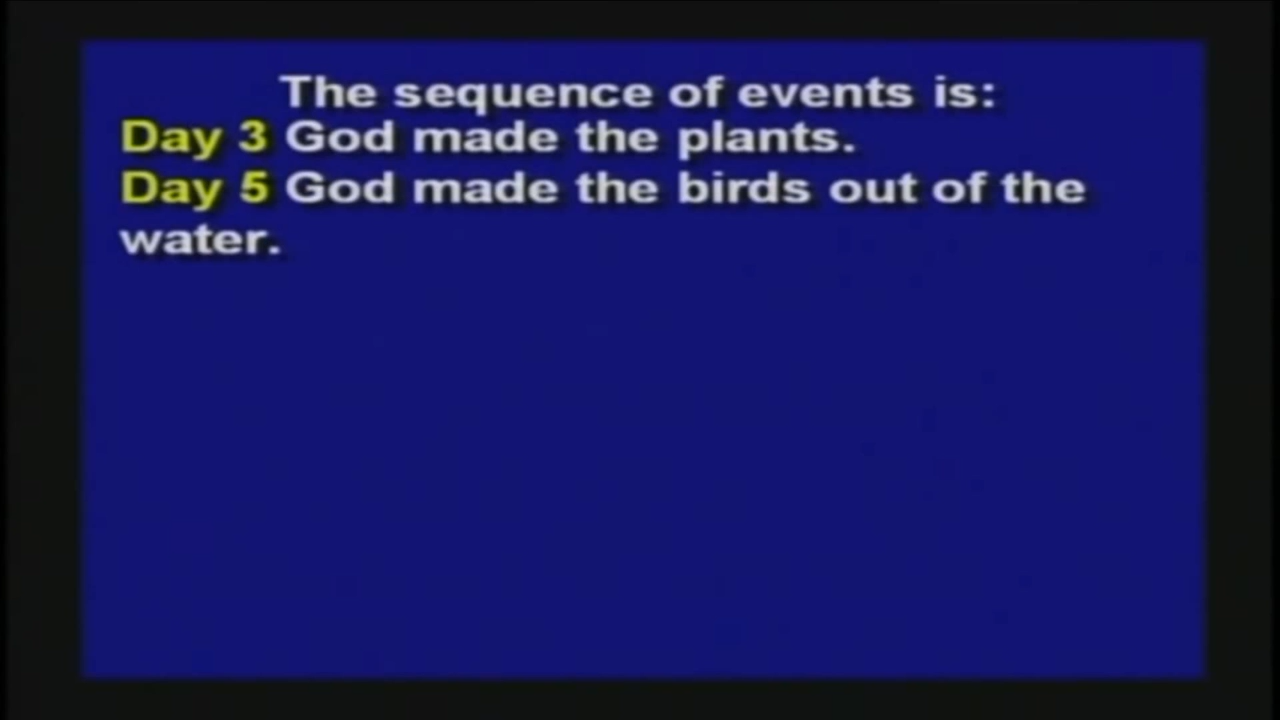 The sequence of events is:
Day 3 God made the plants.
Day 5 God made the birds out of the
water.